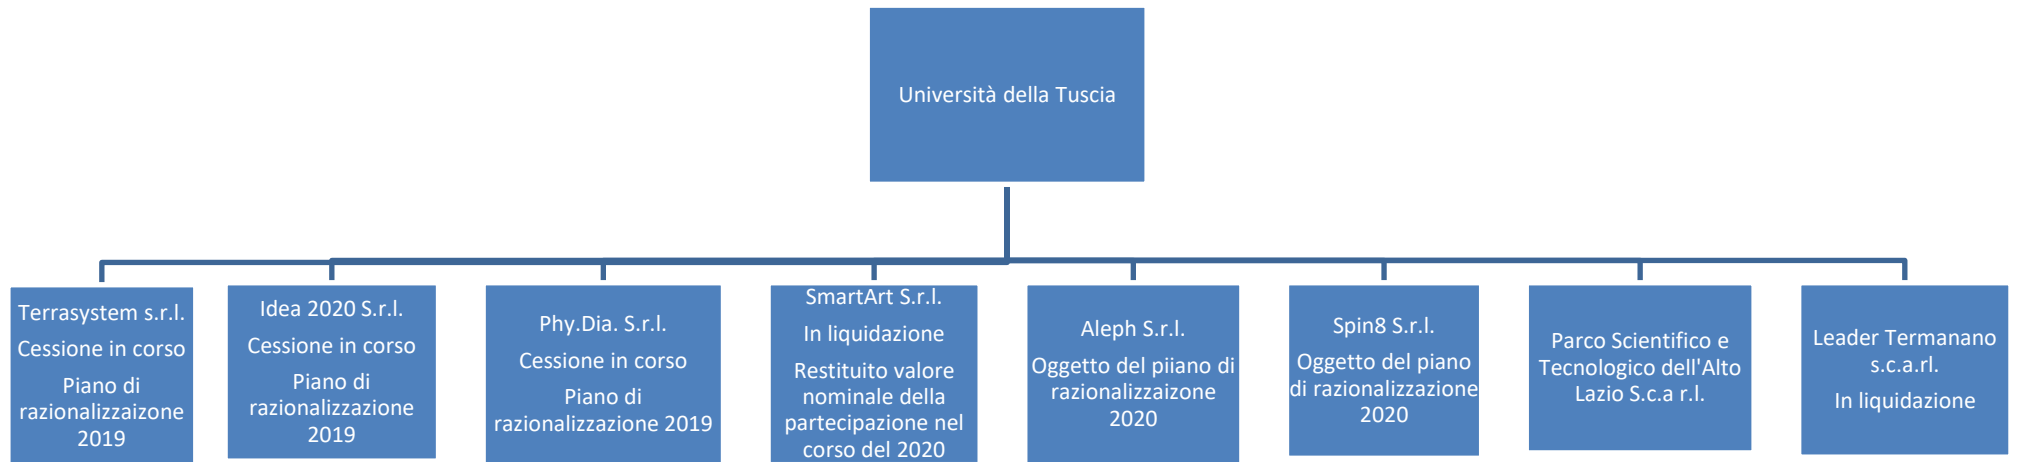 Università della Tuscia
Terrasystem s.r.l.
Cessione in corso
Piano di
razionalizzaizone
2019
Idea 2020 S.r.l.
Cessione in corso
Piano di
razionalizzazione
2019
Phy.Dia. S.r.l.
Cessione in corso
Piano di
razionalizzazione 2019
SmartArt S.r.l.
In liquidazione
Restituito valore
nominale della
partecipazione nel
corso del 2020
Aleph S.r.l.
Oggetto del piiano di
razionalizzaizone
2020
Spin8 S.r.l.
Oggetto del piano
di razionalizzazione
2020
Parco Scientifico e
Tecnologico dell'Alto
Lazio S.c.a r.l.
Leader Termanano
s.c.a.rl.
In liquidazione